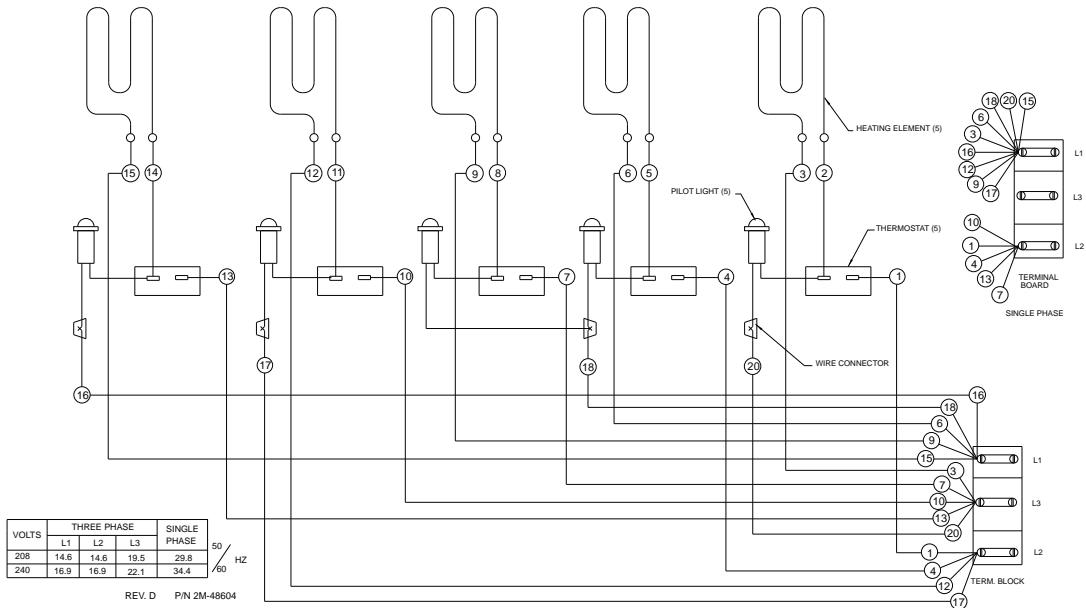 18 20 15
6
3
16
12
9
17
L1
L3
L2
10
1
4
13
7
TERMINAL
BOARD
SINGLE PHASE
HEATING ELEMENT (5)
15 14 12 11 9 8 6 5 3 2
PILOT LIGHT (5)
THERMOSTAT (5)
13 10 7 4 1
WIRE CONNECTOR
17 18 20
16 16
18
6
9
15
L1
3
7
10
L3
13
20
1
L2
4
12
17
TERM. BLOCK
VOLTS THREE PHASE SINGLE PHASE
L1 L2 L3
208 14.6 14.6 19.5 29.8
240 16.9 16.9 22.1 34.4
50/60 HZ
REV. D P/N 2M-48604